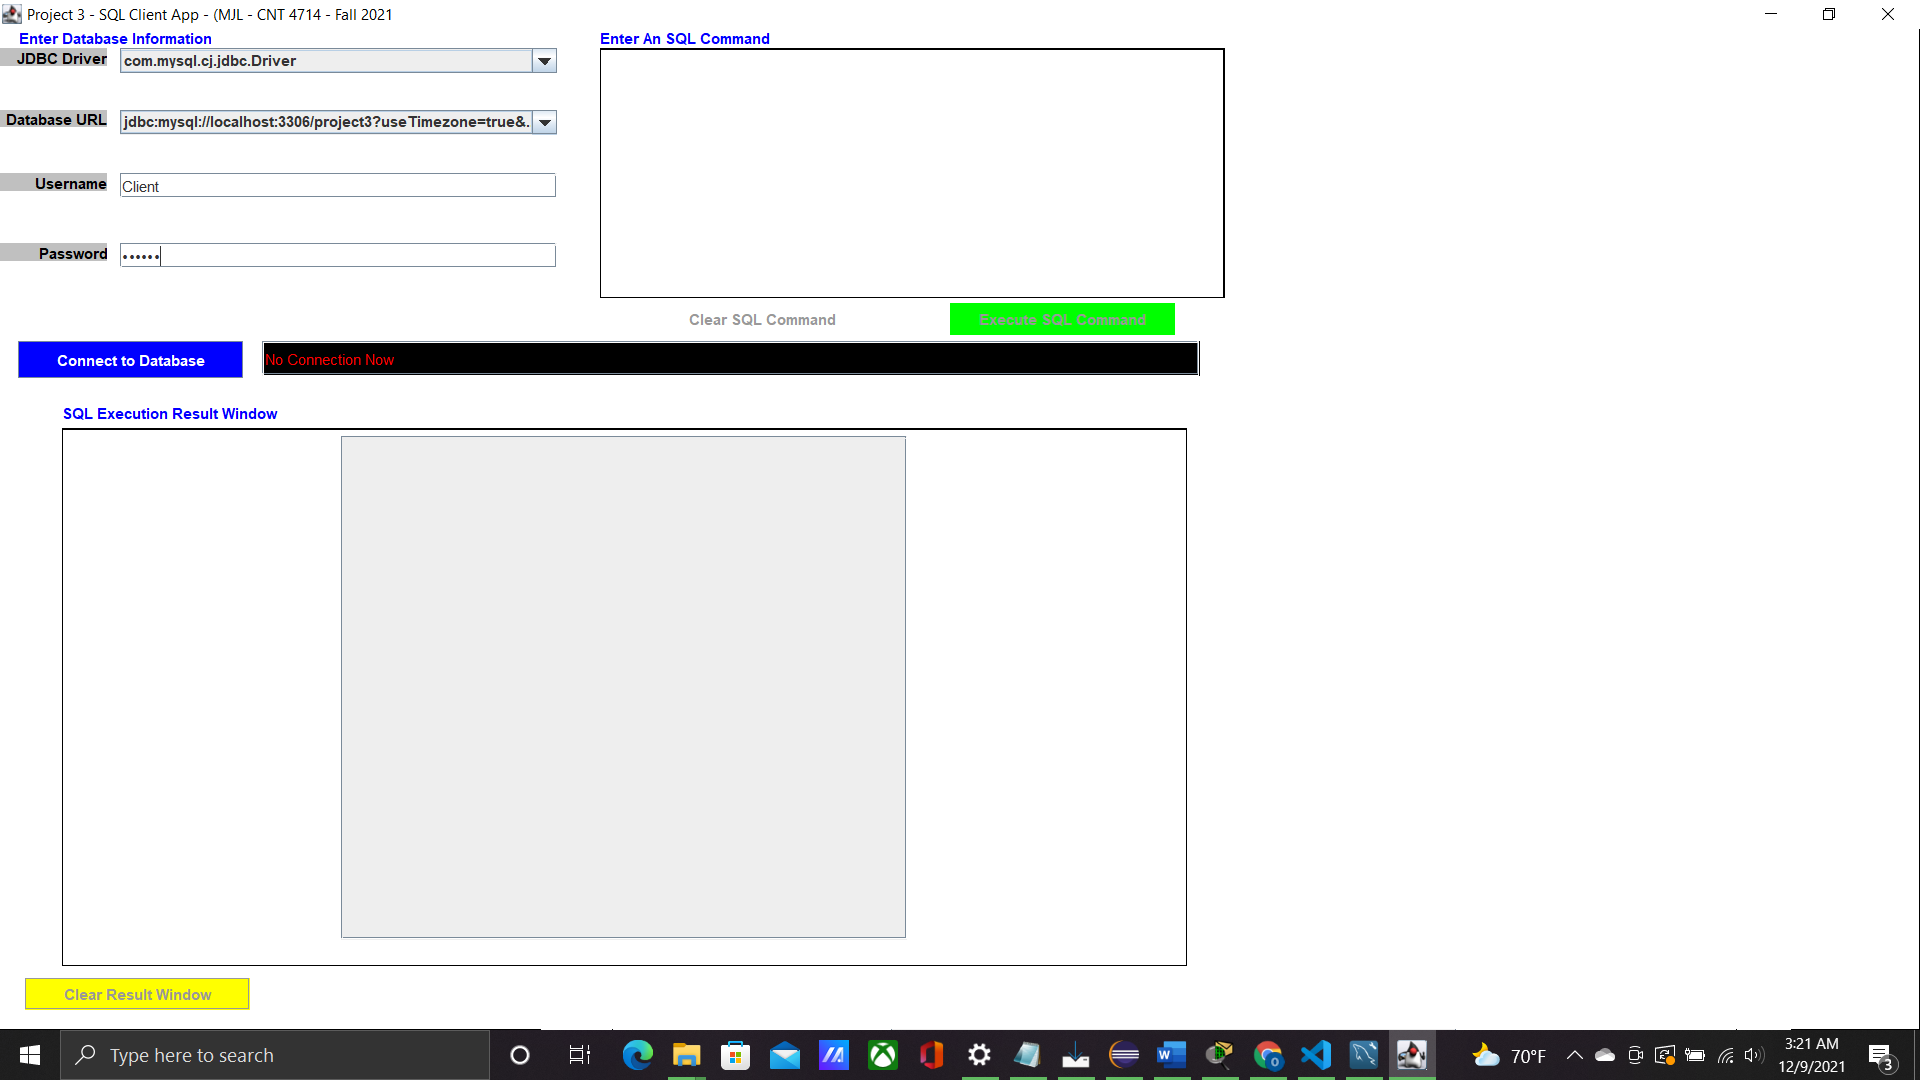 Project 3 - SQL Client App - (MJL - CNT 4714 - Fall 2021
Enter Database Information
JDBC Driver
com.mysql.cj.jdbc.Driver
Database URL
jdbc:mysql://localhost:3306/project3?useTimezone=true&.
Username
Client
Password
••••••
Enter An SQL Command
Clear SQL Command
Execute SQL Command
Connect to Database
No Connection Now
SQL Execution Result Window
Clear Result Window
Type here to search
70°F
3:21 AM
12/9/2021
3